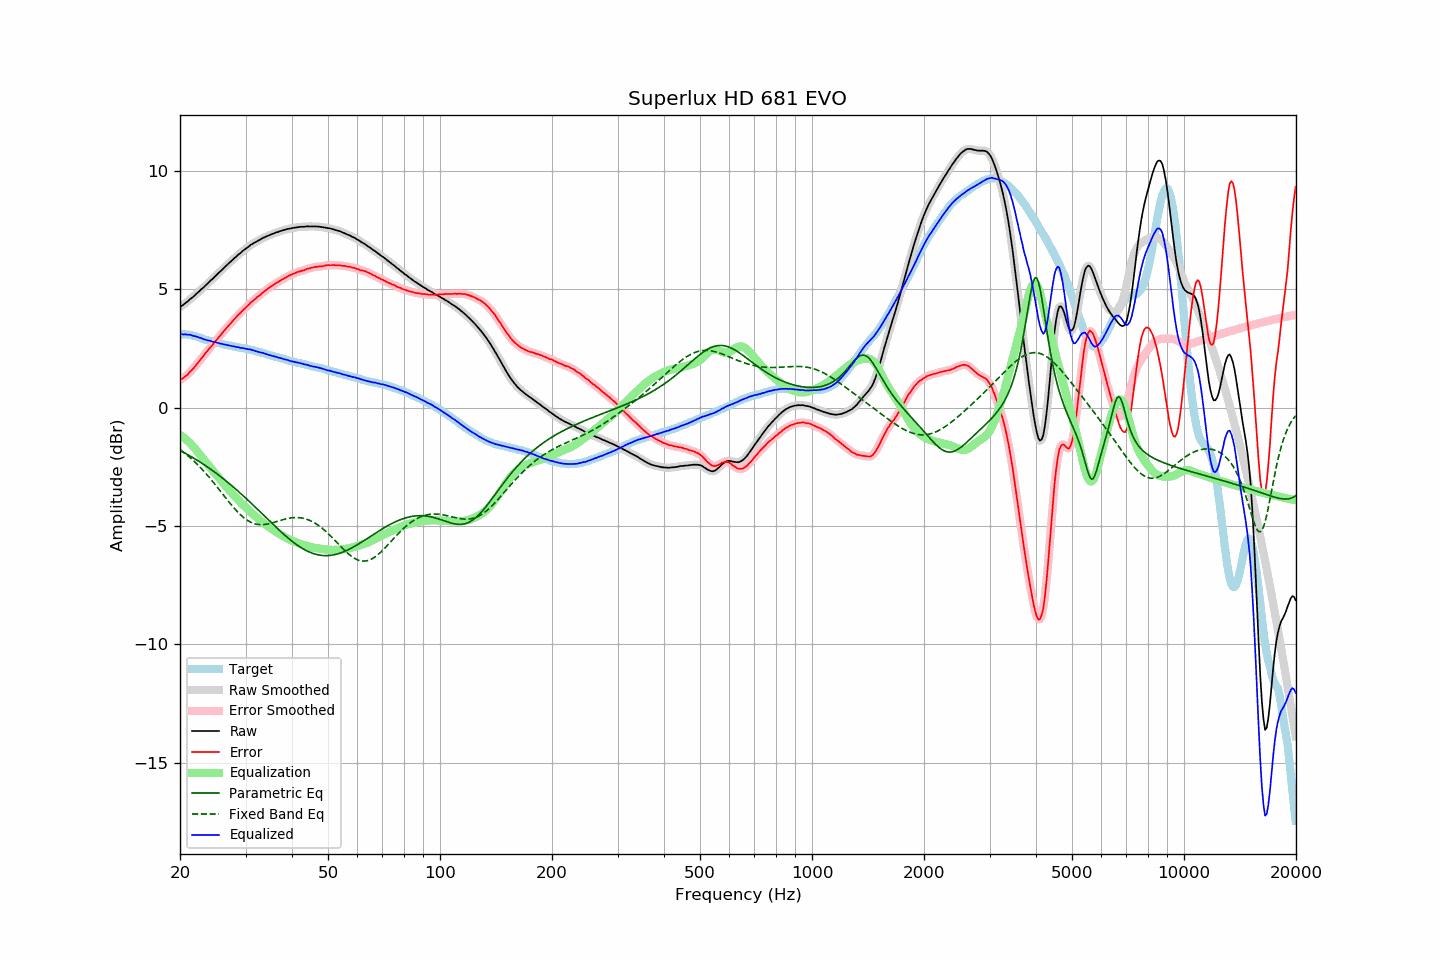 Superlux HD 681 EVO
Amplitude (dBr)
10
5
0
−5
−10
−15
Target
Raw Smoothed
Error Smoothed
Raw
Error
Equalization
Parametric Eq
Fixed Band Eq
Equalized
20 50 100 200 500 1000 2000 5000 10000 20000
Frequency (Hz)